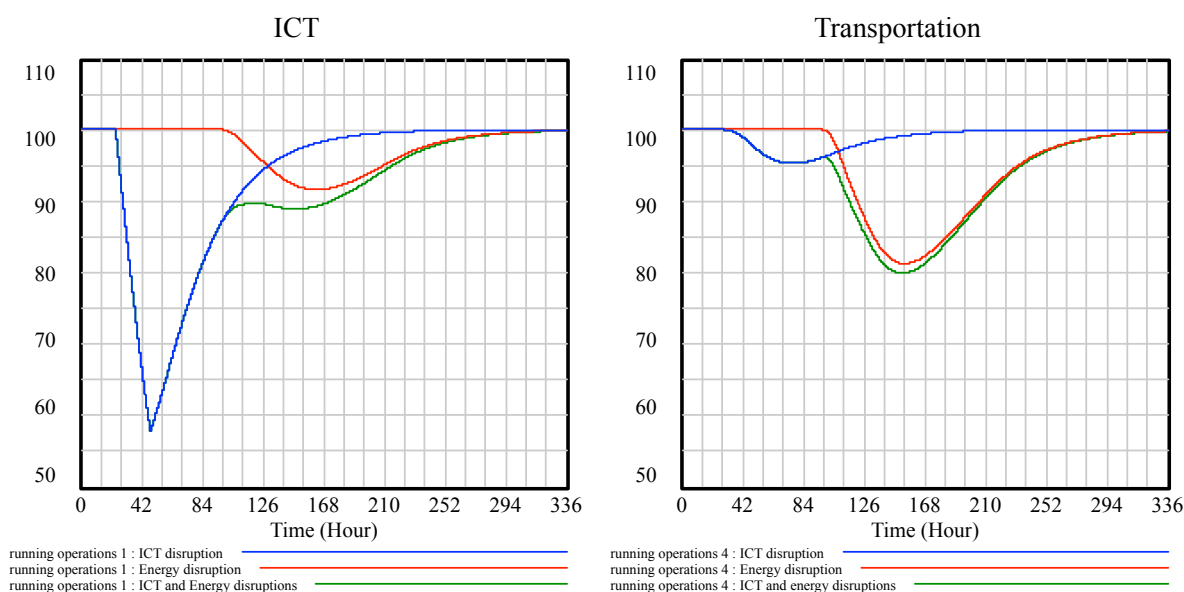 ICT
110
100
90
80
70
60
50
0 42 84 126 168 210 252 294 336
Time (Hour)
running operations 1 : ICT disruption
running operations 1 : Energy disruption
running operations 1 : ICT and Energy disruptions
Transportation
110
100
90
80
70
60
50
0 42 84 126 168 210 252 294 336
Time (Hour)
running operations 4 : ICT disruption
running operations 4 : Energy disruption
running operations 4 : ICT and energy disruptions